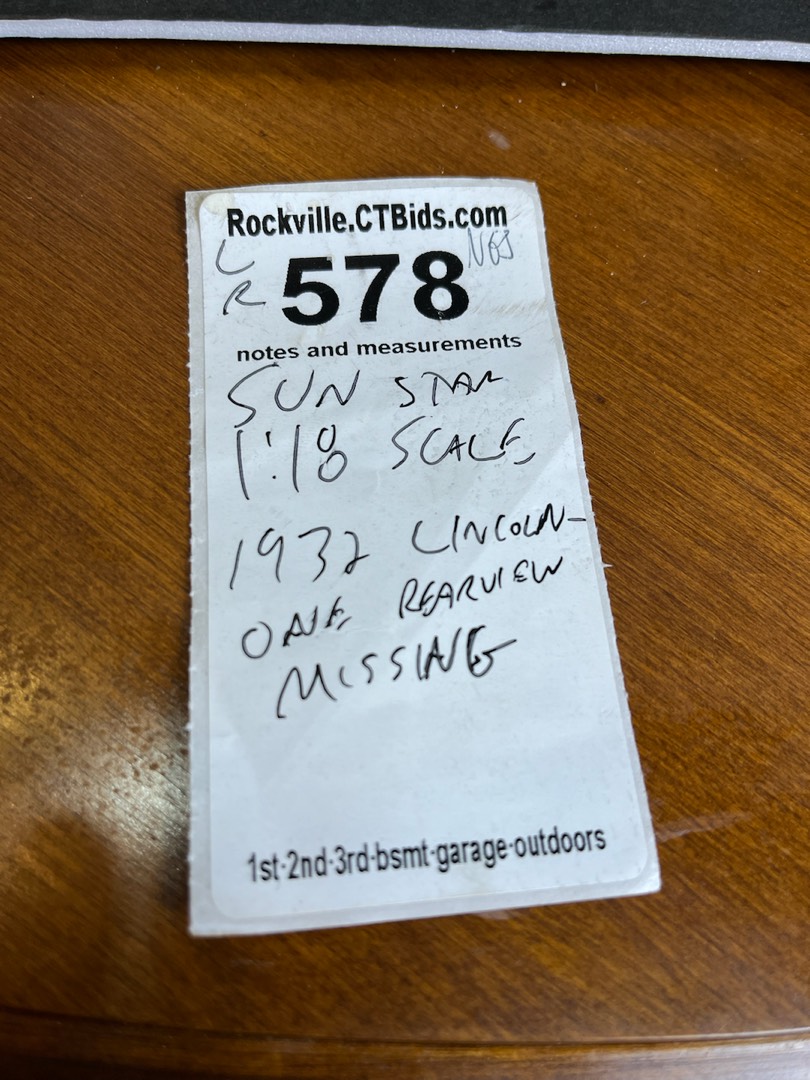 Rockville.CTBids.com
L
R 578
notes and measurements
SUN STAR
1:18 SCALE
1932 LINCOLN-
ONE REARVIEW
MISSING
1st-2nd-3rd-bsmt-garage-outdoors